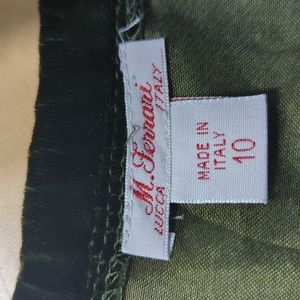 M. Ferrari
LUCCA ITALY
MADE IN
ITALY
10